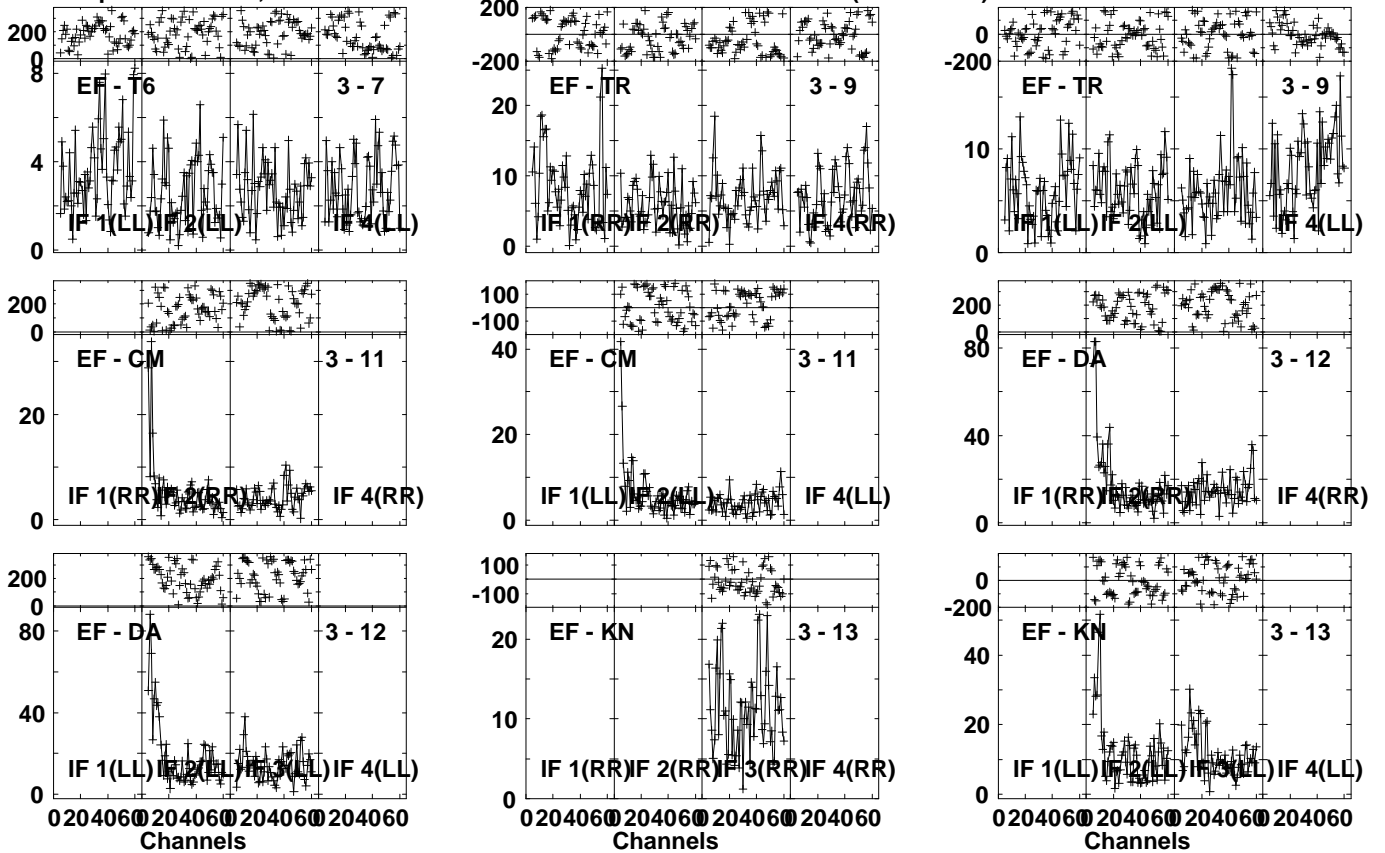 200
0
8
EF - T6
3 - 7
4
IF 1(LL) IF 2(LL) IF 4(LL)
0
200
-200
EF - TR
3 - 9
20
10
IF 1(RR) IF 2(RR) IF 4(RR)
0
0
-200
EF - TR
3 - 9
10
IF 1(LL) IF 2(LL) IF 4(LL)
0
200
0
EF - CM
3 - 11
20
IF 1(RR) IF 2(RR) IF 4(RR)
0
100
-100
40
EF - CM
3 - 11
20
IF 1(LL) IF 2(LL) IF 4(LL)
0
200
0
80
EF - DA
3 - 12
40
IF 1(RR) IF 2(RR) IF 4(RR)
0
200
0
80
EF - DA
3 - 12
40
IF 1(LL) IF 2(LL) IF 3(LL) IF 4(LL)
0
0 20 40 60 0 20 40 60 0 20 40 60 0 20 40 60
Channels
100
-100
EF - KN
3 - 13
20
10
IF 1(RR) IF 2(RR) IF 3(RR) IF 4(RR)
0
0 20 40 60 0 20 40 60 0 20 40 60 0 20 40 60
Channels
0
-200
EF - KN
3 - 13
40
20
IF 1(LL) IF 2(LL) IF 3(LL) IF 4(LL)
0
0 20 40 60 0 20 40 60 0 20 40 60 0 20 40 60
Channels